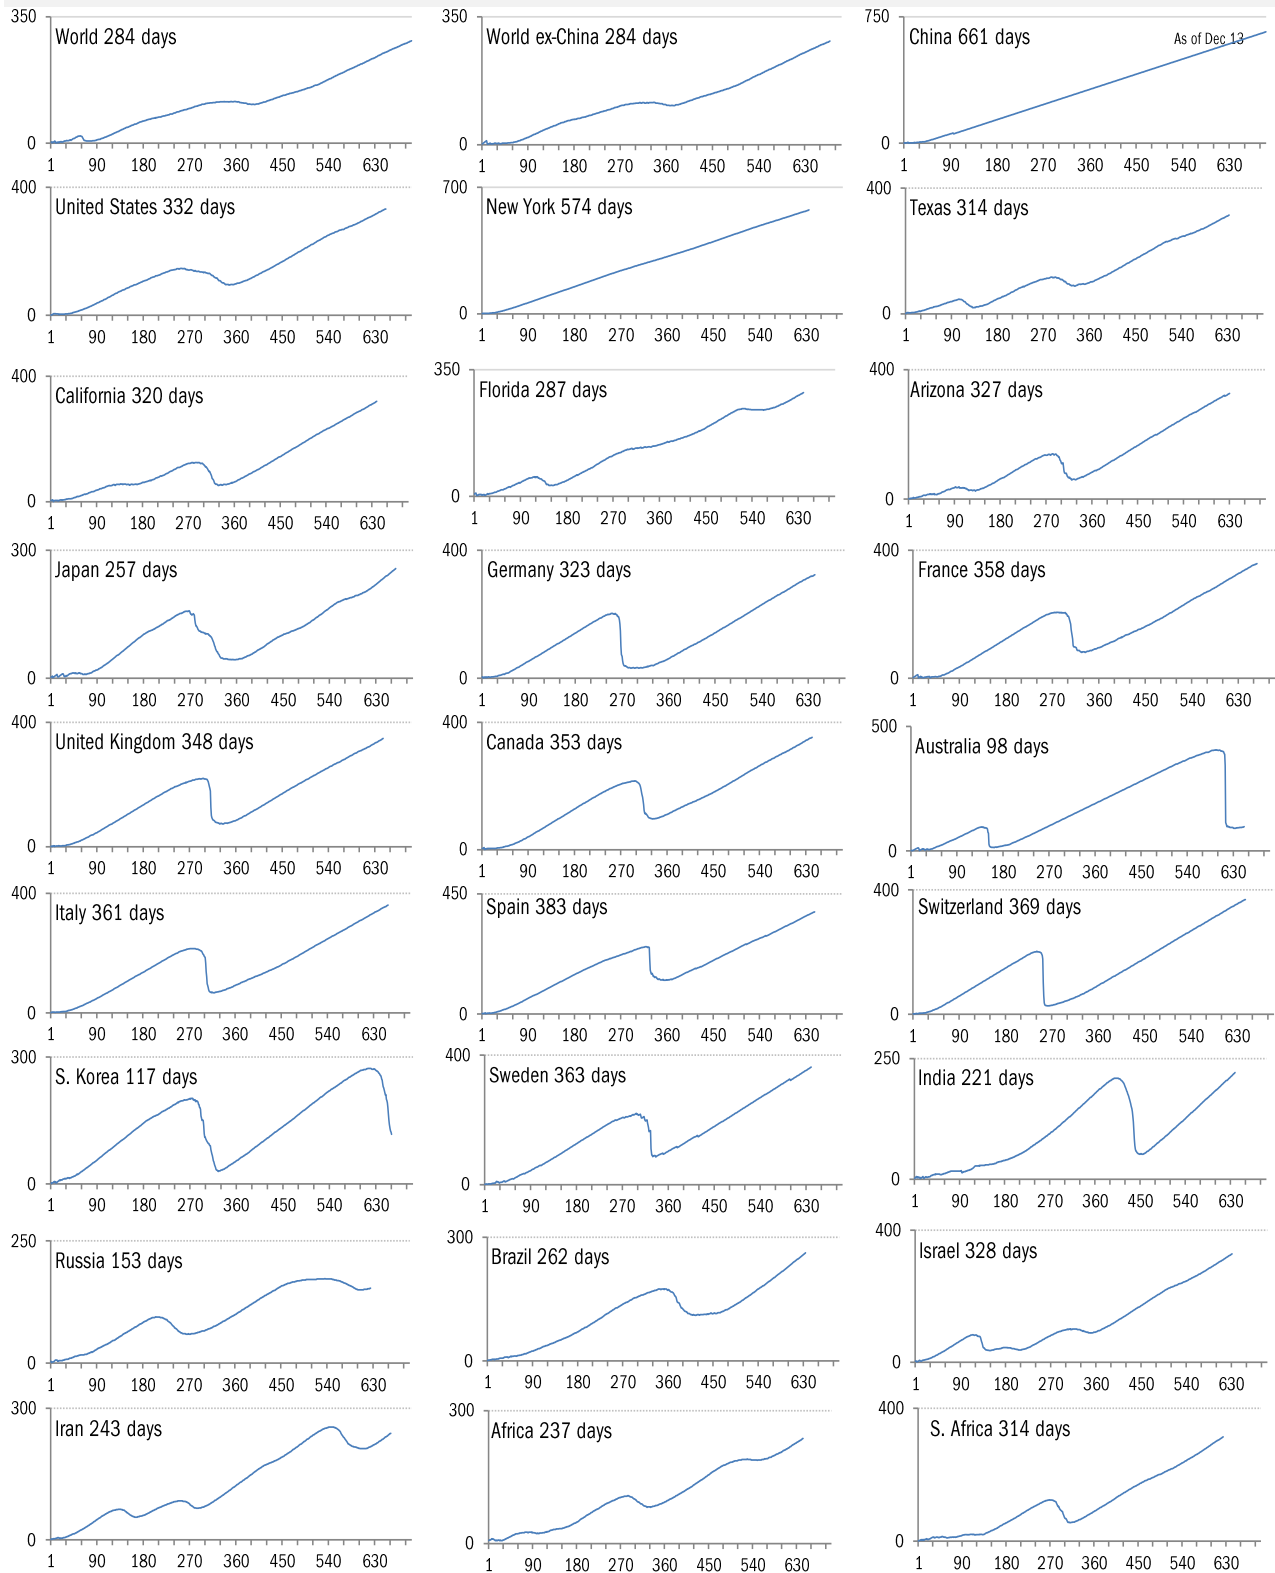 350 World 284 days
0
1 90 180 270 360 450 540 630
350 World ex-China 284 days
0
1 90 180 270 360 450 540 630
750 China 661 days As of Dec 13
0
1 90 180 270 360 450 540 630
400 United States 332 days
0
1 90 180 270 360 450 540 630
700 New York 574 days
0
1 90 180 270 360 450 540 630
400 Texas 314 days
0
1 90 180 270 360 450 540 630
400 California 320 days
0
1 90 180 270 360 450 540 630
350 Florida 287 days
0
1 90 180 270 360 450 540 630
400 Arizona 327 days
0
1 90 180 270 360 450 540 630
300 Japan 257 days
0
1 90 180 270 360 450 540 630
400 Germany 323 days
0
1 90 180 270 360 450 540 630
400 France 358 days
0
1 90 180 270 360 450 540 630
400 United Kingdom 348 days
0
1 90 180 270 360 450 540 630
400 Canada 353 days
0
1 90 180 270 360 450 540 630
500 Australia 98 days
0
1 90 180 270 360 450 540 630
400 Italy 361 days
0
1 90 180 270 360 450 540 630
450 Spain 383 days
0
1 90 180 270 360 450 540 630
400 Switzerland 369 days
0
1 90 180 270 360 450 540 630
300 S. Korea 117 days
0
1 90 180 270 360 450 540 630
400 Sweden 363 days
0
1 90 180 270 360 450 540 630
250 India 221 days
0
1 90 180 270 360 450 540 630
250 Russia 153 days
0
1 90 180 270 360 450 540 630
300 Brazil 262 days
0
1 90 180 270 360 450 540 630
400 Israel 328 days
0
1 90 180 270 360 450 540 630
300 Iran 243 days
0
1 90 180 270 360 450 540 630
300 Africa 237 days
0
1 90 180 270 360 450 540 630
400 S. Africa 314 days
0
1 90 180 270 360 450 540 630